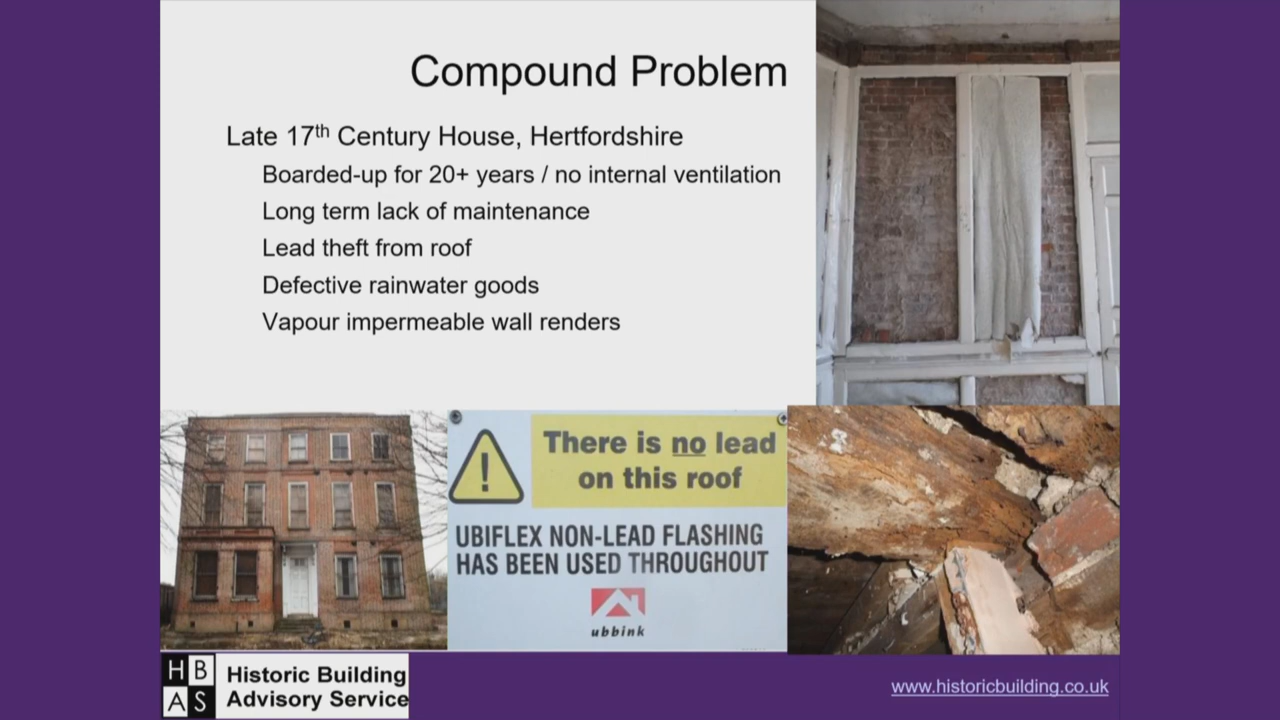 Compound Problem
Late 17th Century House, Hertfordshire
Boarded-up for 20+ years / no internal ventilation
Long term lack of maintenance
Lead theft from roof
Defective rainwater goods
Vapour impermeable wall renders
There is no lead
on this roof
UBIFLEX NON-LEAD FLASHING
HAS BEEN USED THROUGHOUT
ubbink
HB
AS
Historic Building
Advisory Service
www.historicbuilding.co.uk